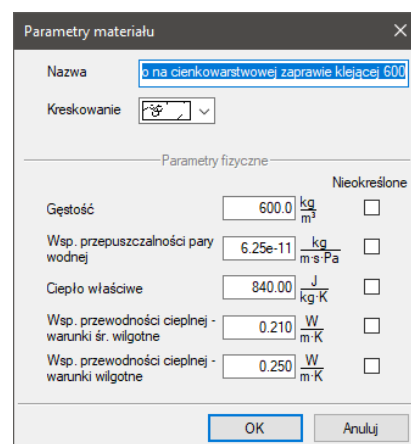 Parametry materiału
Nazwa o na cienkowarstwowej zaprawie klejącej 600
Kreskowanie
Parametry fizyczne
Nieokreślone
Gęstość 600.0 kg/m³
Wsp. przepuszczalności pary wodnej 6.25e-11 kg/m·s·Pa
Ciepło właściwe 840.00 J/kg·K
Wsp. przewodności cieplnej - warunki śr. wilgotne 0.210 W/m·K
Wsp. przewodności cieplnej - warunki wilgotne 0.250 W/m·K
OK Anuluj